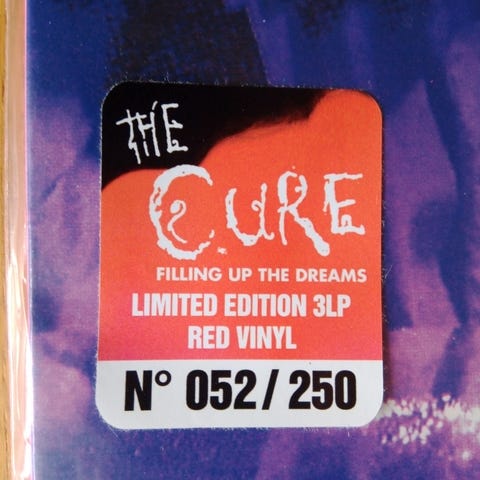 THE
CURE
FILLING UP THE DREAMS
LIMITED EDITION 3LP
RED VINYL
N° 052/250